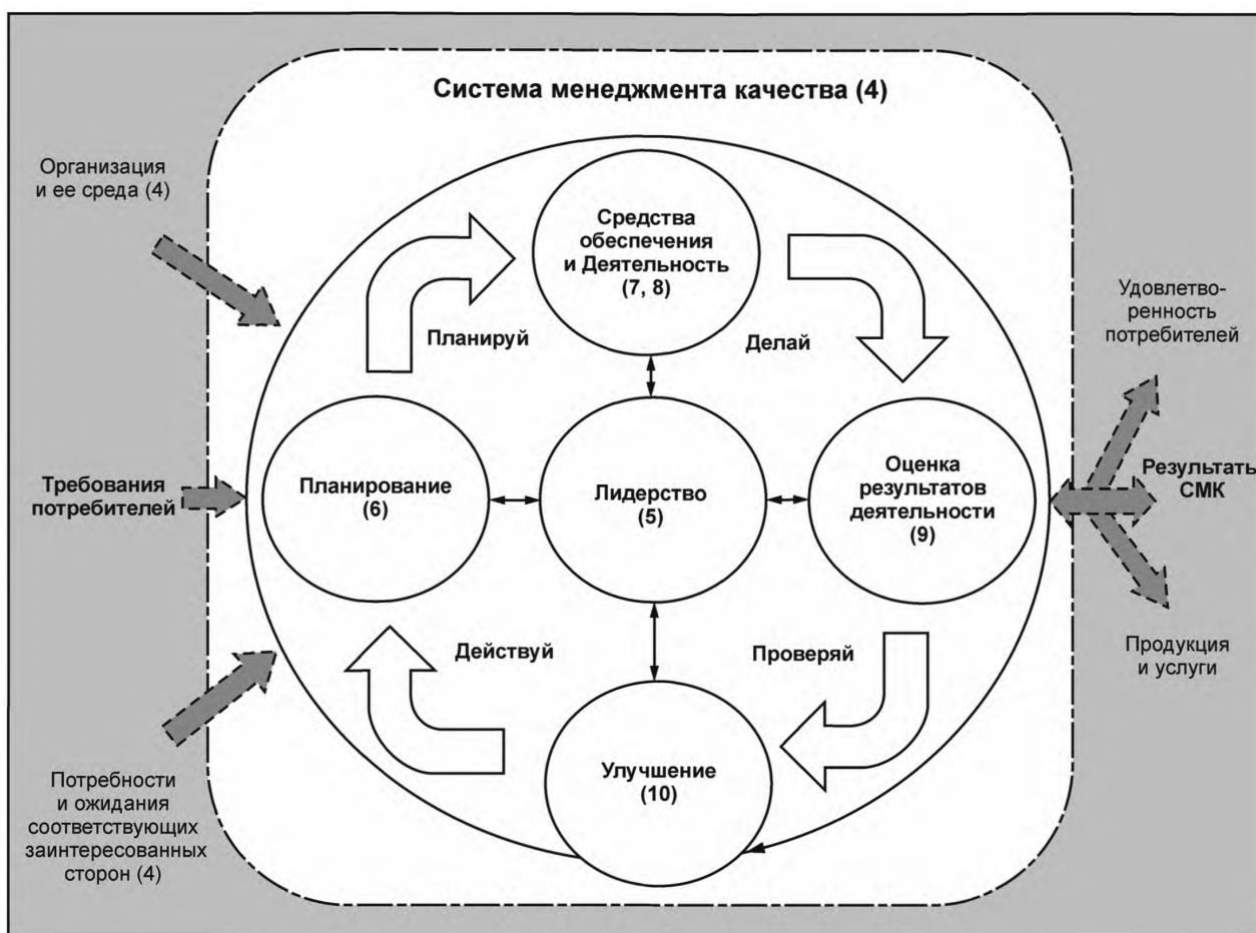 Система менеджмента качества (4)
Организация
и ее среда (4)
Средства
обеспечения
и Деятельность
(7, 8)
Планируй
Делай
Удовлетво-
ренность
потребителей
Требования
потребителей
Планирование
(6)
Лидерство
(5)
Оценка
результатов
деятельности
(9)
Результаты
СМК
Действуй
Проверяй
Продукция
и услуги
Улучшение
(10)
Потребности
и ожидания
соответствующих
заинтересованных
сторон (4)